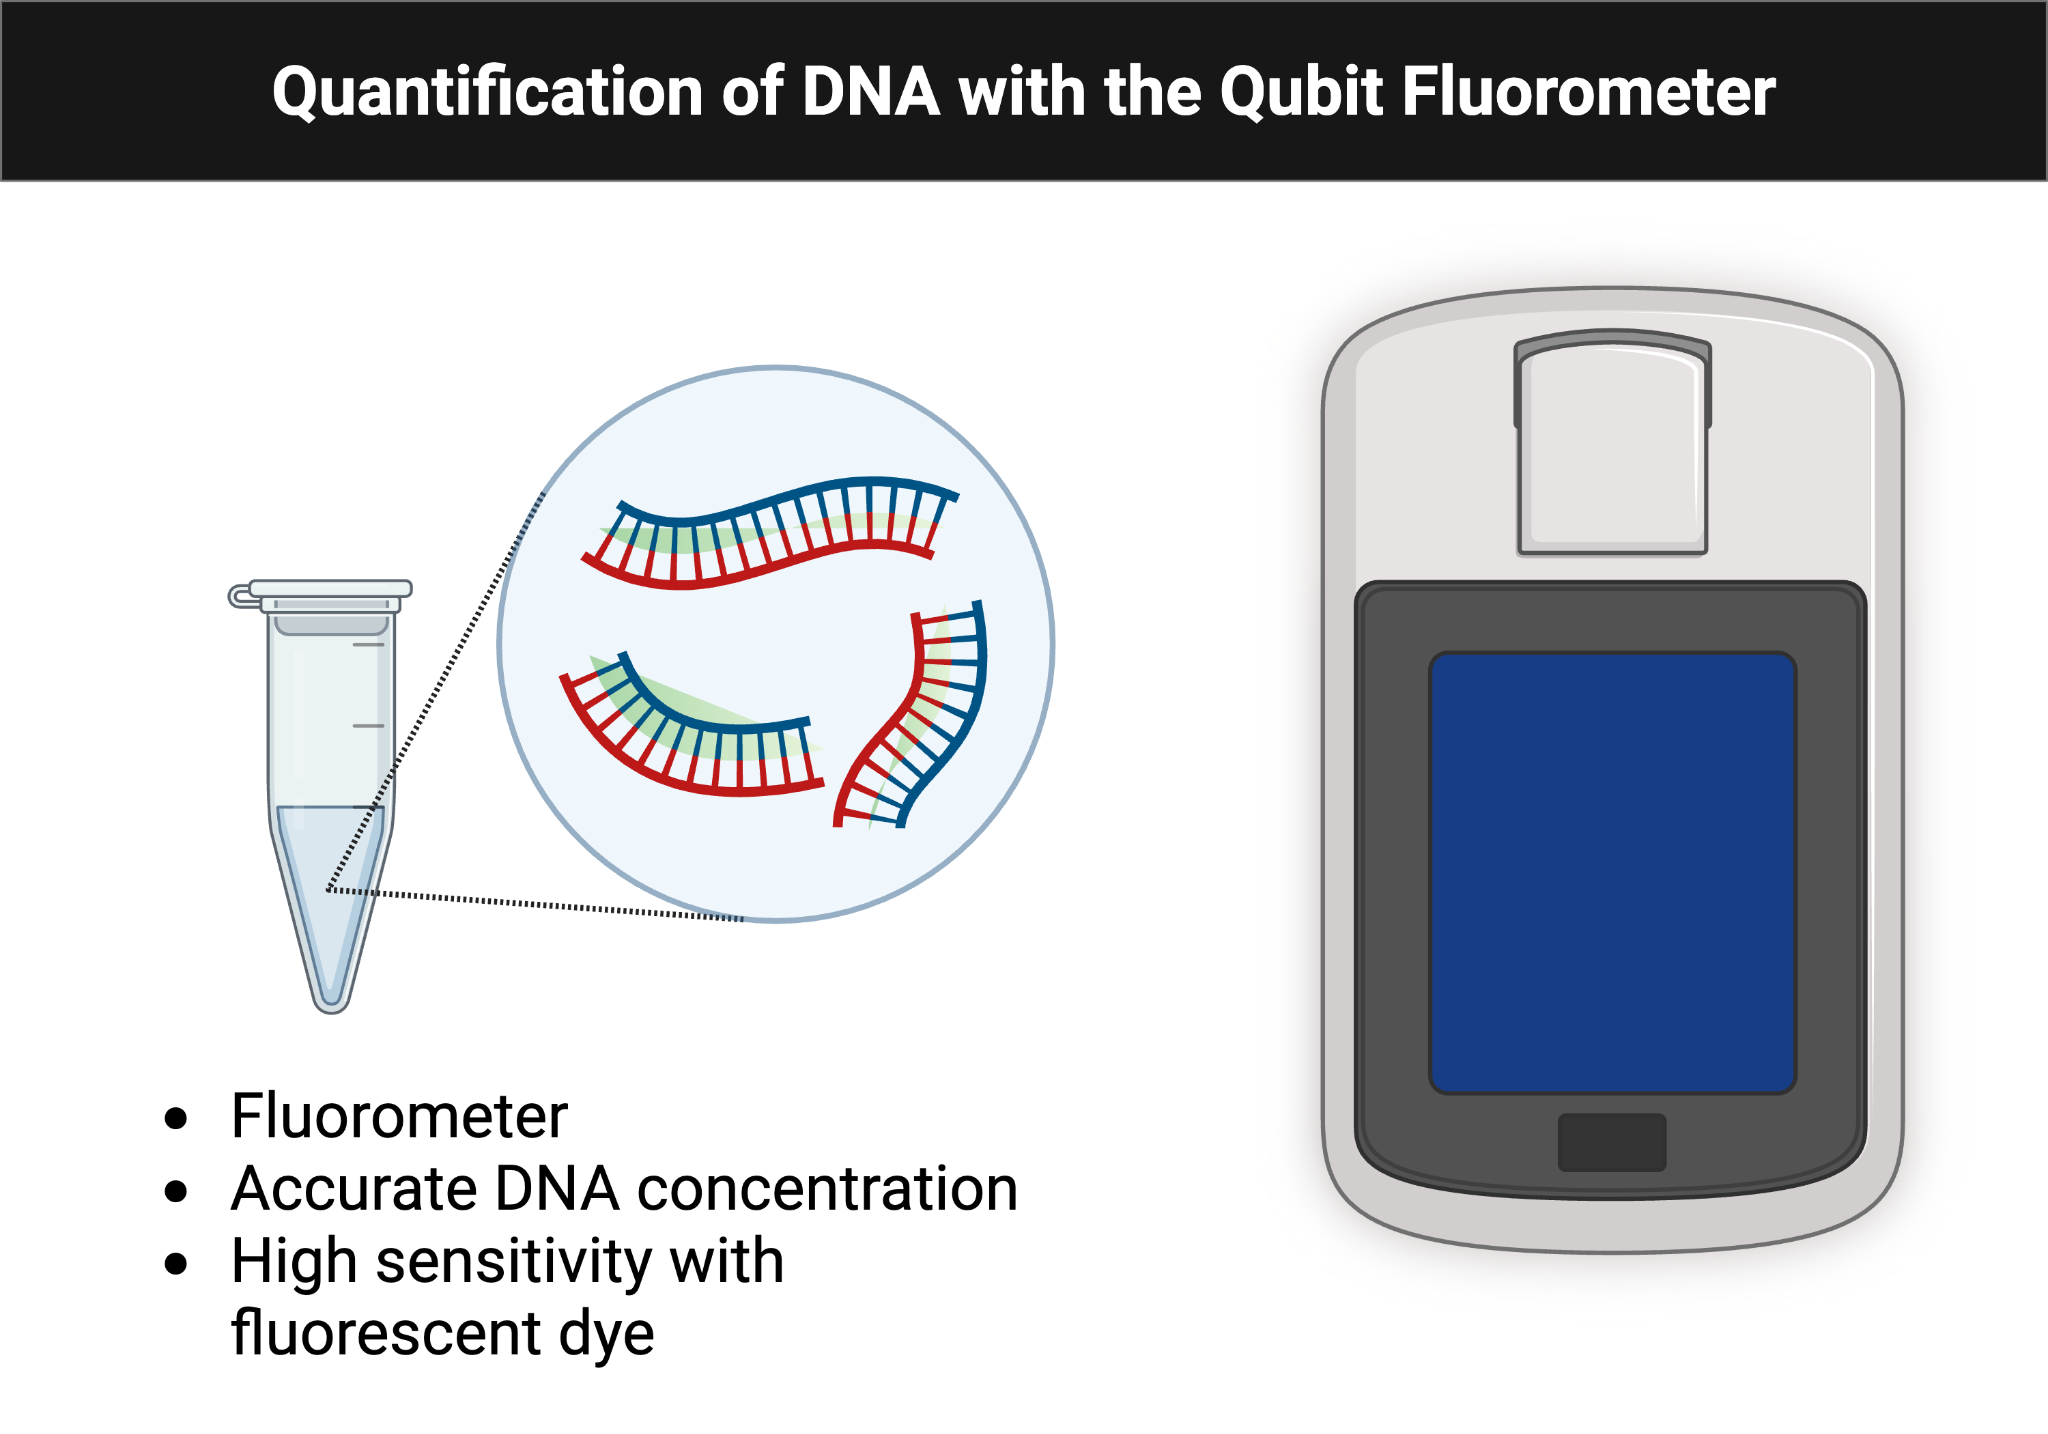 Quantification of DNA with the Qubit Fluorometer
• Fluorometer
• Accurate DNA concentration
• High sensitivity with
fluorescent dye